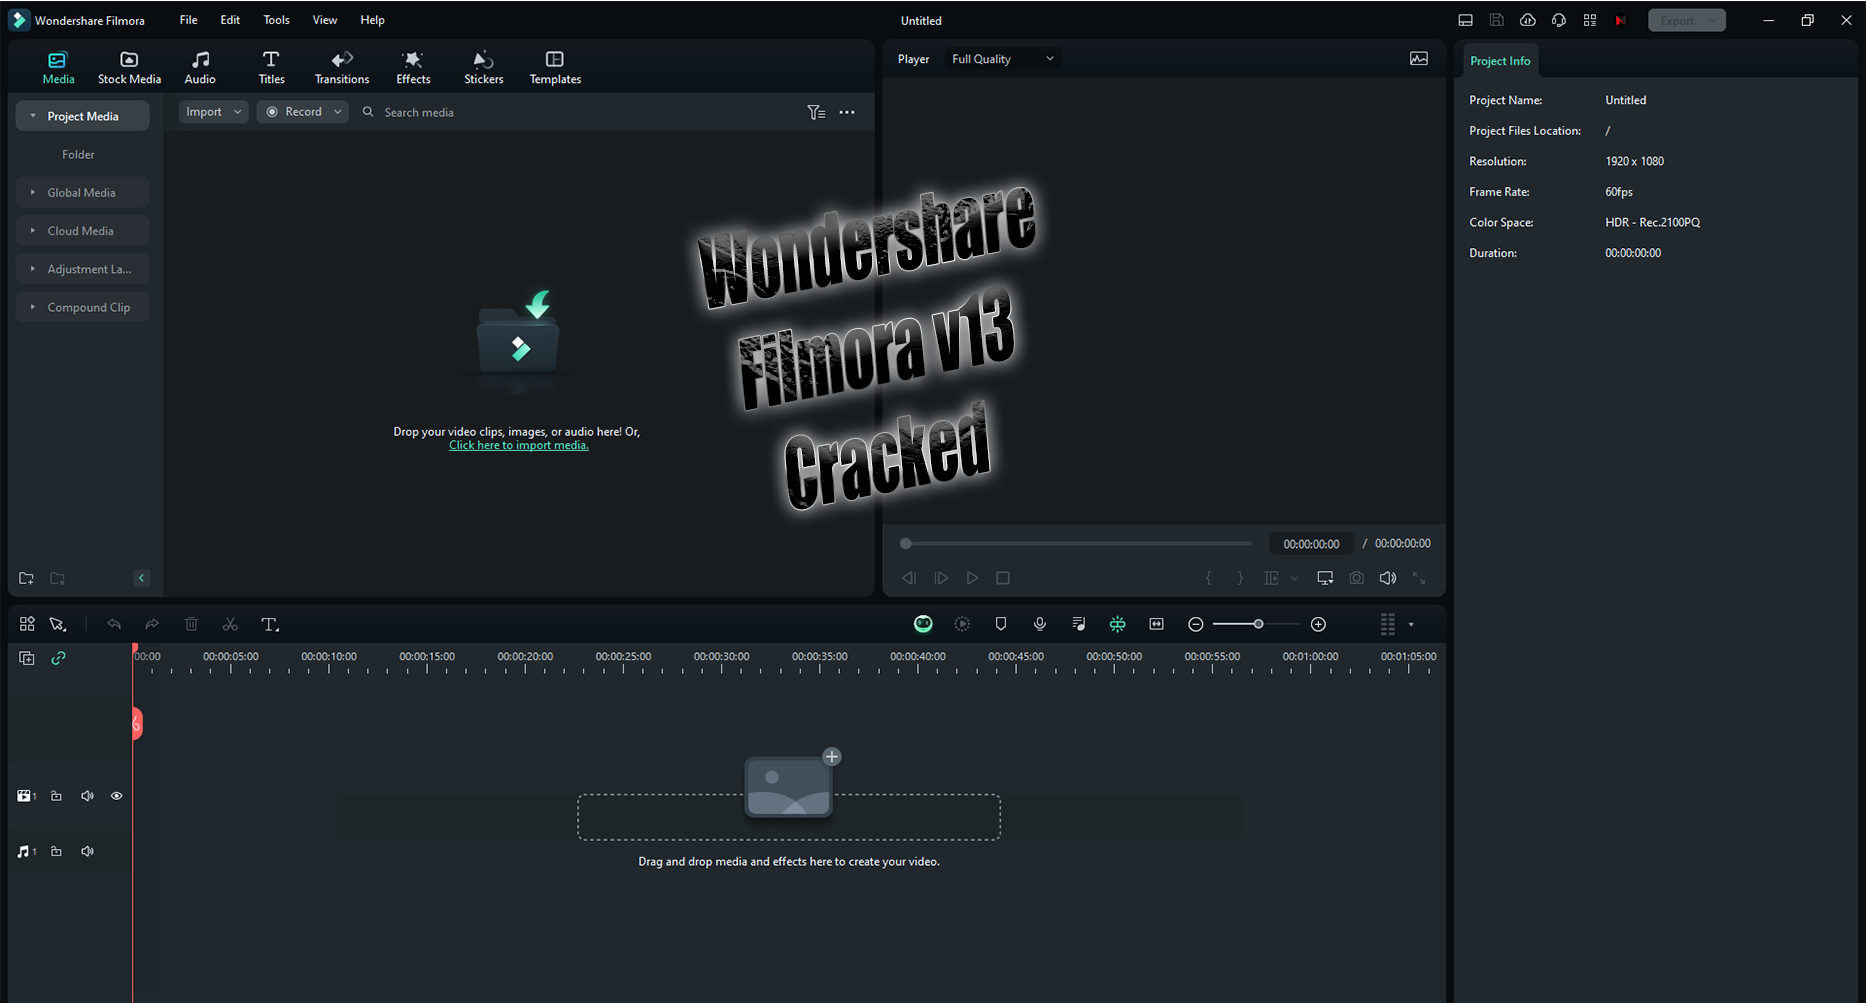 Wondershare Filmora File Edit Tools View Help Untitled Export
Media Stock Media Audio Titles Transitions Effects Stickers Templates
Player Full Quality
Project Info
Project Media
Import Record Search media
Folder
Global Media
Cloud Media
Adjustment La...
Compound Clip
Drop your video clips, images, or audio here! Or,
Click here to import media.
Wondershare
Filmora v13
Cracked
Project Name: Untitled
Project Files Location: /
Resolution: 1920 x 1080
Frame Rate: 60fps
Color Space: HDR - Rec.2100PQ
Duration: 00:00:00:00
00:00:00:00 / 00:00:00:00
:00:00 00:00:05:00 00:00:10:00 00:00:15:00 00:00:20:00 00:00:25:00 00:00:30:00 00:00:35:00 00:00:40:00 00:00:45:00 00:00:50:00 00:00:55:00 00:01:00:00 00:01:05:00
1
1
Drag and drop media and effects here to create your video.